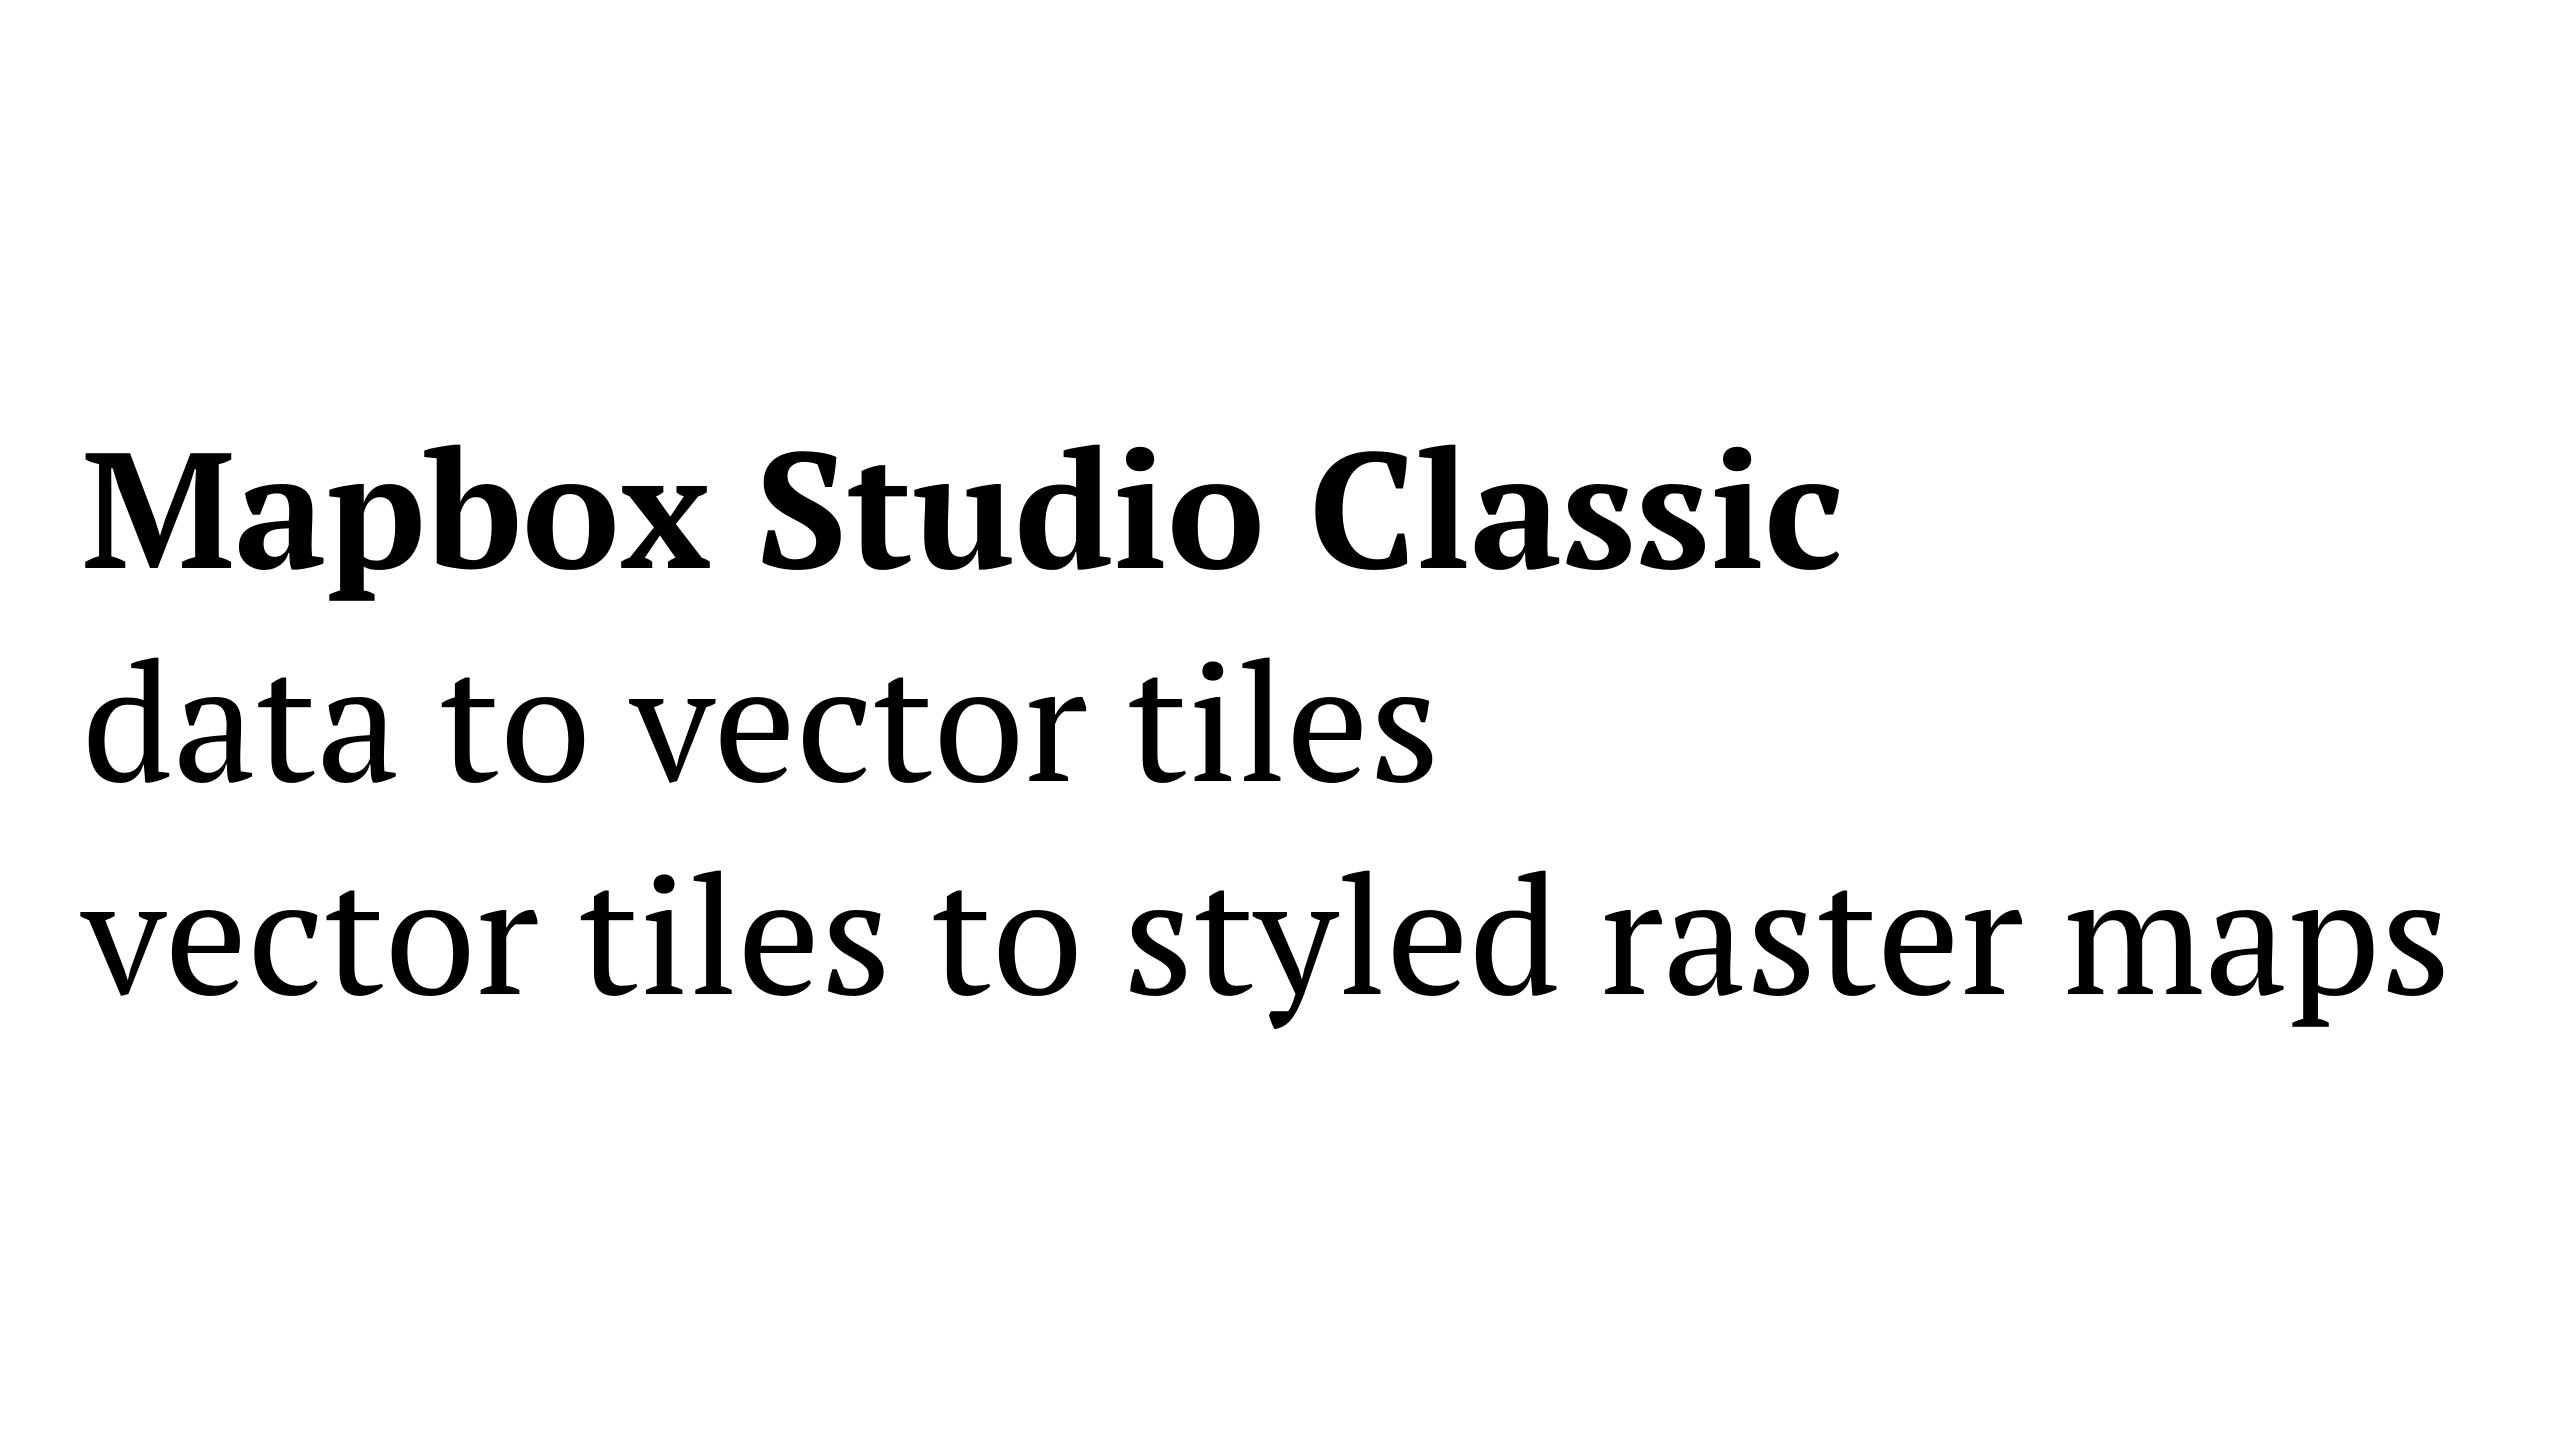 Mapbox Studio Classic
data to vector tiles
vector tiles to styled raster maps